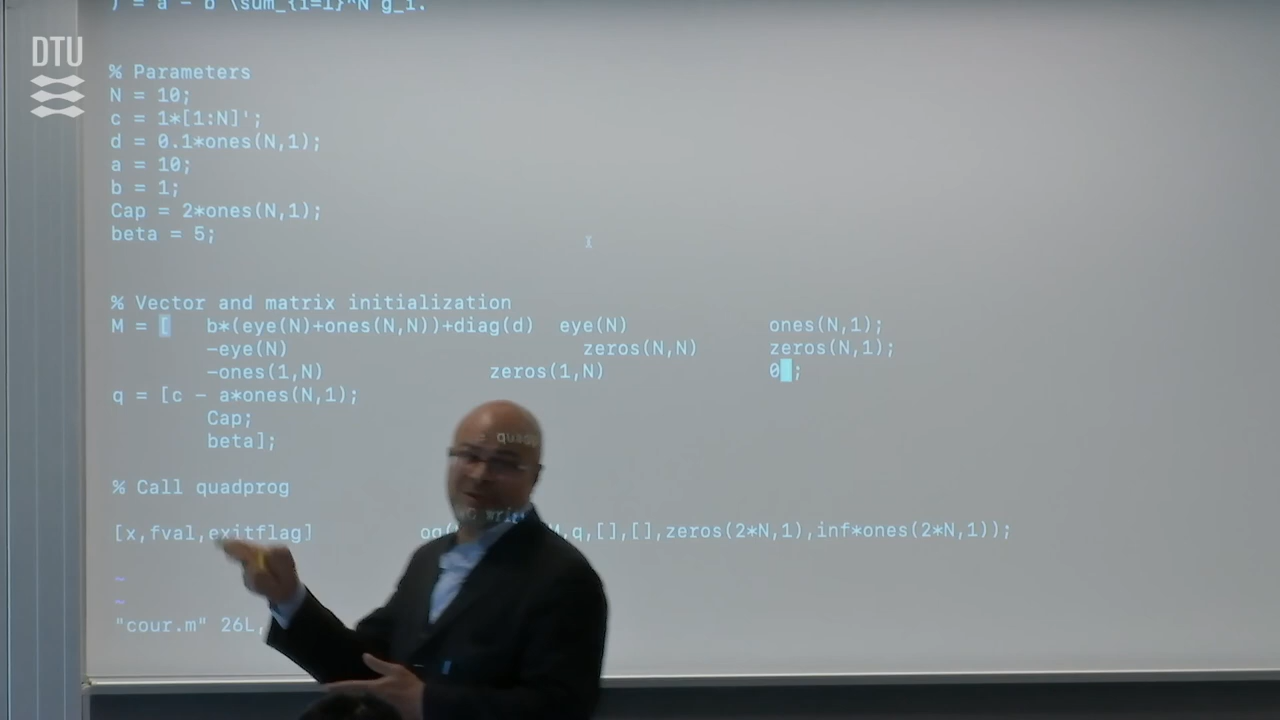 ) = a - b \sum_{i=1}^N g_i.
DTU
% Parameters
N = 10;
c = 1*[1:N]';
d = 0.1*ones(N,1);
a = 10;
b = 1;
Cap = 2*ones(N,1);
beta = 5;
% Vector and matrix initialization
M = [ b*(eye(N)+ones(N,N))+diag(d) eye(N) ones(N,1);
-eye(N) zeros(N,N) zeros(N,1);
-ones(1,N) zeros(1,N) 0 ;
q = [c - a*ones(N,1);
Cap;
beta];
= quad
% Call quadprog
[x,fval,exitflag] ,q,[],[],zeros(2*N,1),inf*ones(2*N,1));
~
~
"cour.m" 26L,